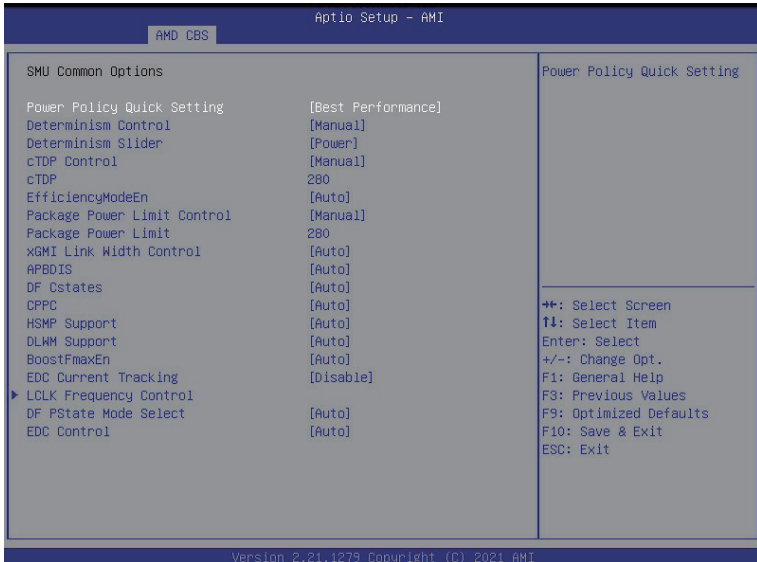 Aptio Setup – AMI
AMD CBS
SMU Common Options
Power Policy Quick Setting [Best Performance]
Determinism Control [Manual]
Determinism Slider [Power]
cTDP Control [Manual]
cTDP 280
EfficiencyModeEn [Auto]
Package Power Limit Control [Manual]
Package Power Limit 280
xGMI Link Width Control [Auto]
APBDIS [Auto]
DF Cstates [Auto]
CPPC [Auto]
HSMP Support [Auto]
DLWM Support [Auto]
BoostFmaxEn [Auto]
EDC Current Tracking [Disable]
LCLK Frequency Control
DF PState Mode Select [Auto]
EDC Control [Auto]
Power Policy Quick Setting
→←: Select Screen
↑↓: Select Item
Enter: Select
+/-: Change Opt.
F1: General Help
F3: Previous Values
F9: Optimized Defaults
F10: Save & Exit
ESC: Exit
Version 2.21.1279 Copyright (C) 2021 AMI